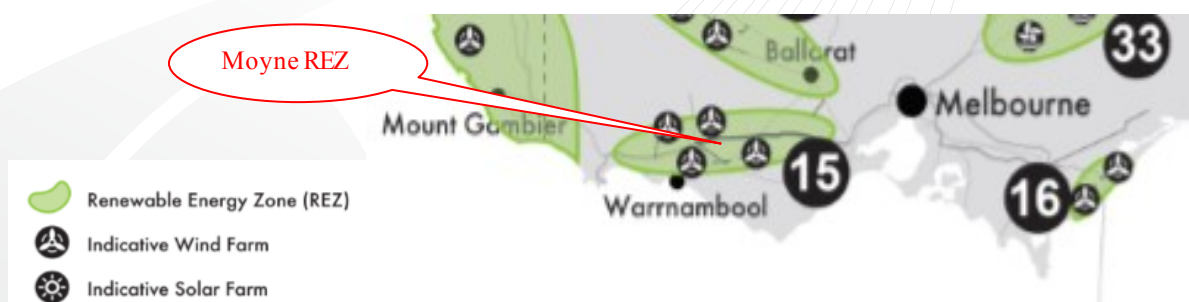 Moyne REZ
33
Ballarat
Melbourne
Mount Gambier
15
16
Warrnambool
Renewable Energy Zone (REZ)
Indicative Wind Farm
Indicative Solar Farm